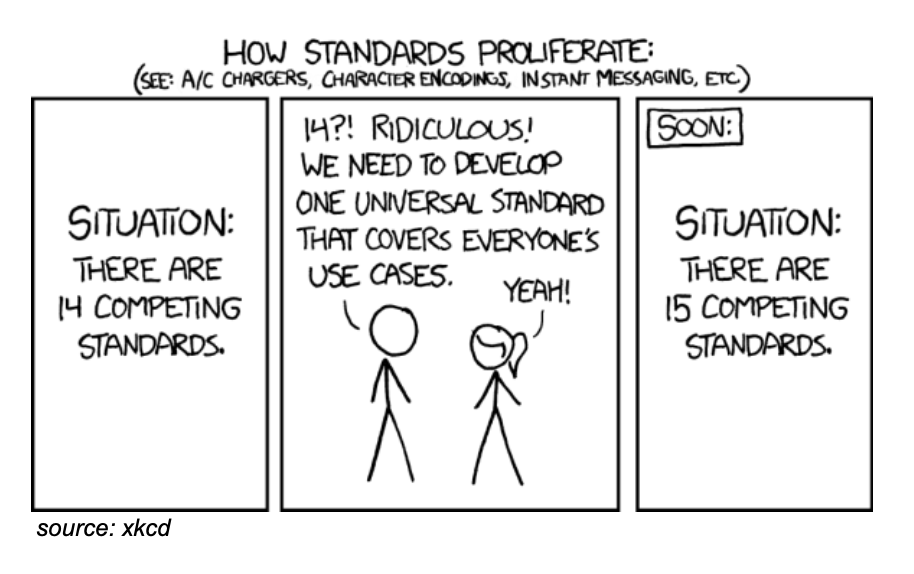 HOW STANDARDS PROLIFERATE:
(SEE: A/C CHARGERS, CHARACTER ENCODINGS, INSTANT MESSAGING, ETC.)
SITUATION:
THERE ARE
14 COMPETING
STANDARDS.
14?! RIDICULOUS!
WE NEED TO DEVELOP
ONE UNIVERSAL STANDARD
THAT COVERS EVERYONE'S
USE CASES.
YEAH!
SOON:
SITUATION:
THERE ARE
15 COMPETING
STANDARDS.
source: xkcd